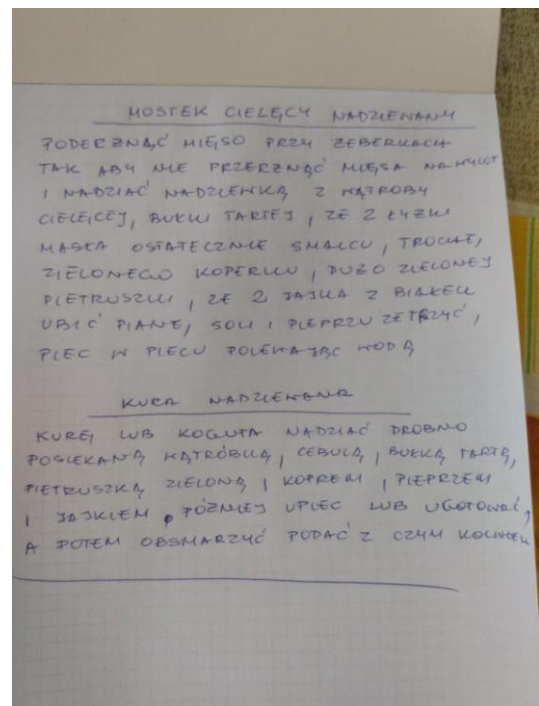 MOSTEK CIELĘCY NADZIEWANY
PODERZNĄĆ MIĘSO PRZY ŻEBERKACH
TAK ABY NIE PRZERZNĄĆ MIĘSA NA WYLOT
I NADZIAĆ NADZIEWKĄ Z WĄTROBY
CIELĘCEJ, BUŁKI TARTEJ, ZE 2 ŁYŻKI
MASŁA OSTATECZNIE SMALCU, TROCHĘ,
ZIELONEGO KOPERKU, DUŻO ZIELONEJ
PIETRUSZKI, ZE 2 JAJKA Z BIAŁEK
UBIĆ PIANĘ, SOLI I PIEPRZU ZETRZYĆ,
PIEC W PIECU POLEWAJĄC WODĄ
KURA NADZIEWANA
KURĘ LUB KOGUTA NADZIAĆ DROBNO
POSIEKANĄ WĄTRÓBKĄ, CEBULĄ, BUŁKĄ TARTĄ,
PIETRUSZKĄ ZIELONĄ I KOPREM, PIEPRZEM
I JAJKIEM, PÓŹNIEJ UPIEC LUB UGOTOWAĆ,
A POTEM OBSMARZYĆ PODAĆ Z CZYM KOLWIEK